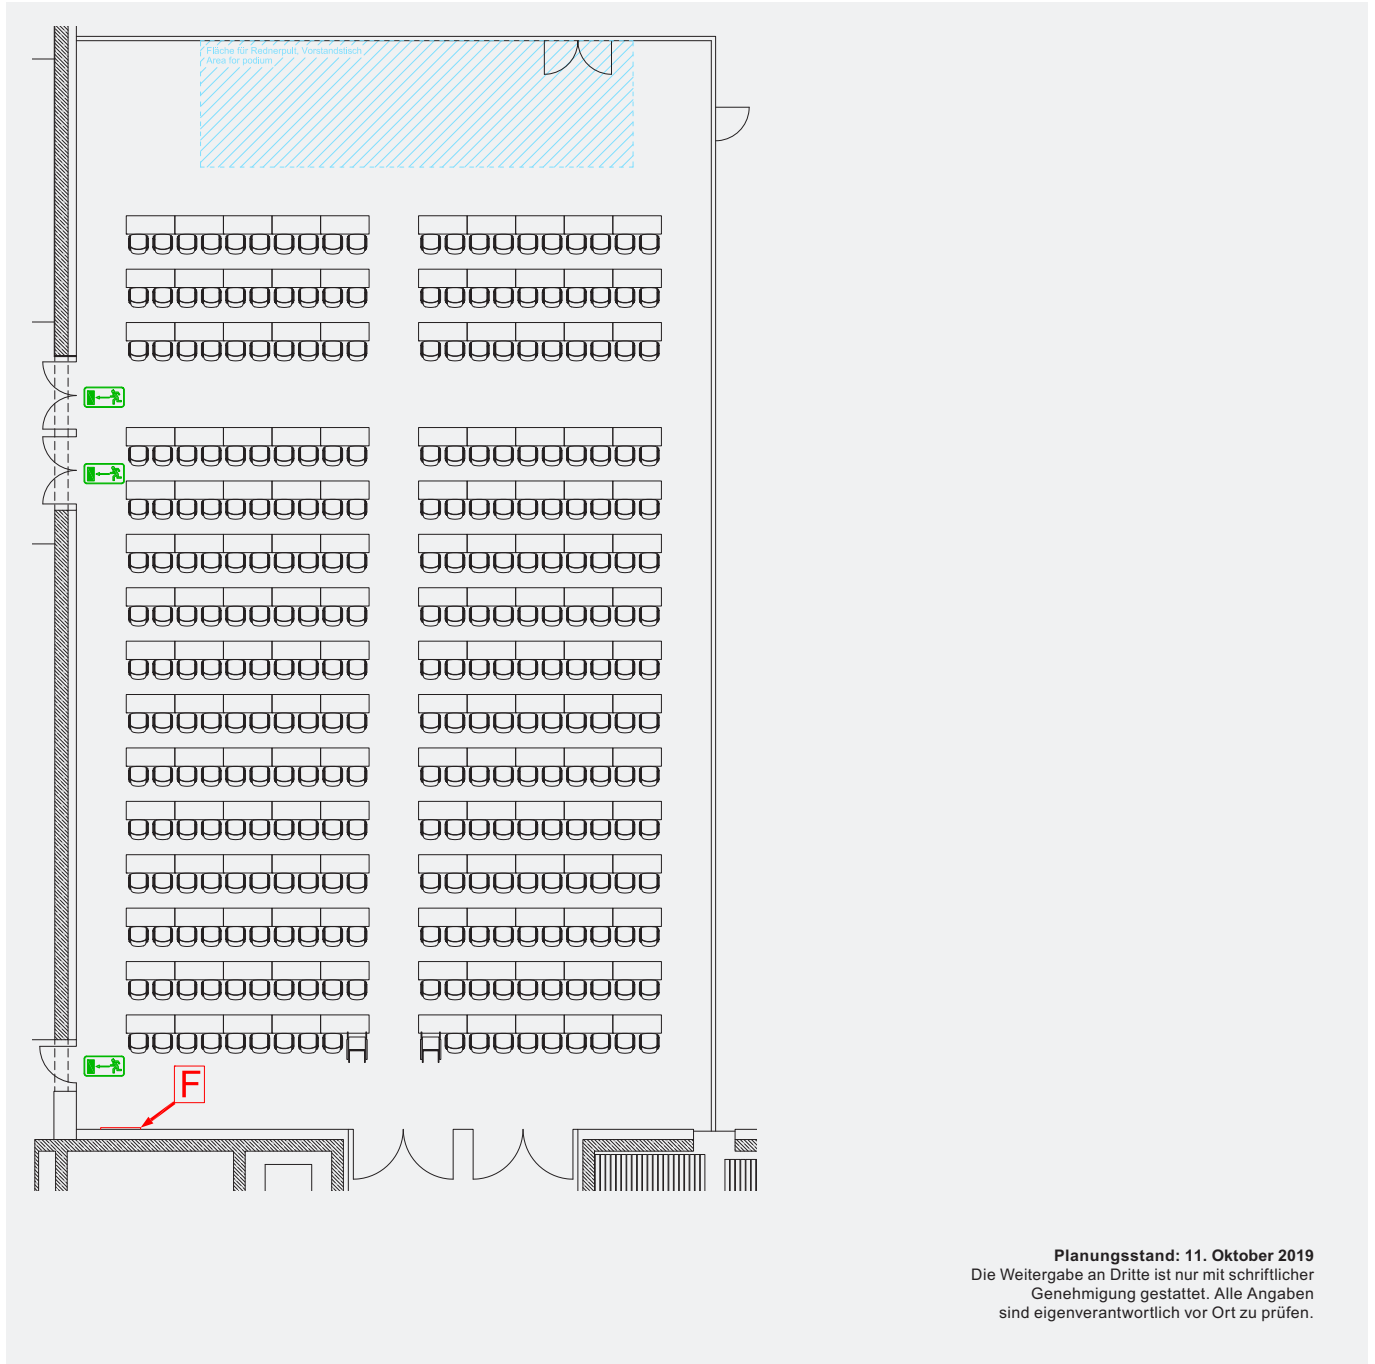 Fläche für Rednerpult, Vorstandstisch
Area for podium
F
Planungsstand: 11. Oktober 2019
Die Weitergabe an Dritte ist nur mit schriftlicher
Genehmigung gestattet. Alle Angaben
sind eigenverantwortlich vor Ort zu prüfen.